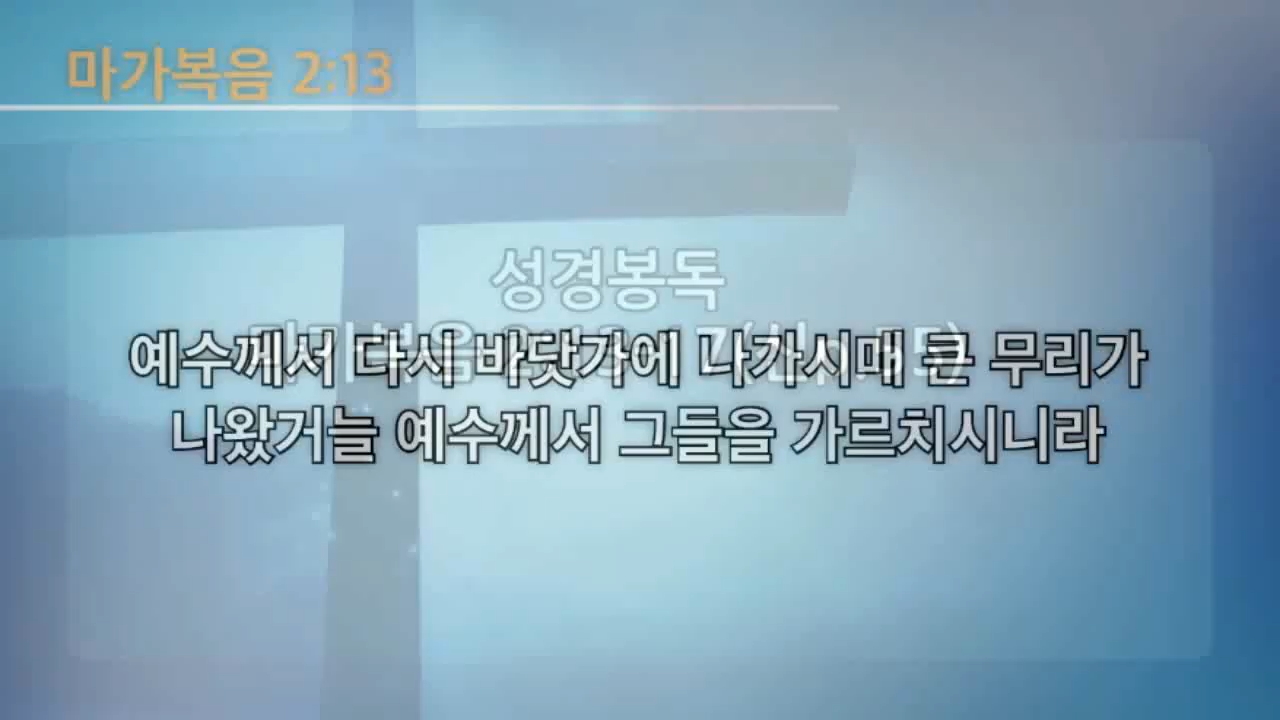 마가복음 2:13
성경봉독
예수께서 다시 바닷가에 나가시매 큰 무리가
나왔거늘 예수께서 그들을 가르치시니라